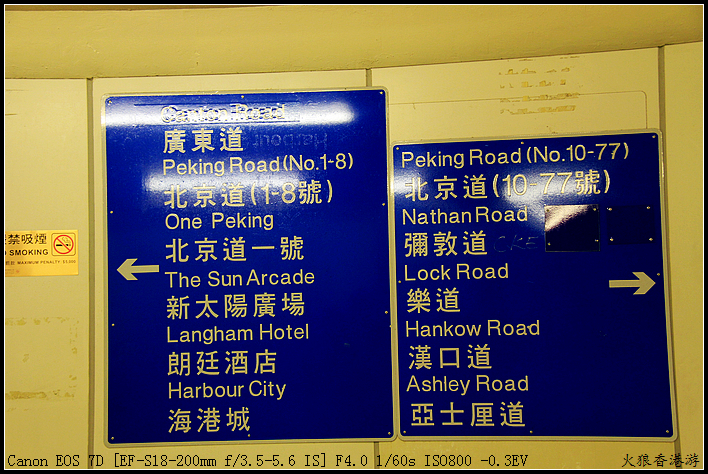 Canton Road
廣東道
Peking Road (No.1-8)
北京道(1-8號)
One Peking
北京道一號
The Sun Arcade
新太陽廣場
Langham Hotel
朗廷酒店
Harbour City
海港城
Peking Road (No.10-77)
北京道(10-77號)
Nathan Road
彌敦道
Lock Road
樂道
Hankow Road
漢口道
Ashley Road
亞士厘道
禁吸煙
SMOKING
MAXIMUM PENALTY: $5,000
Canon EOS 7D [EF-S18-200mm f/3.5-5.6 IS] F4.0 1/60s ISO800 -0.3EV
火狼香港游